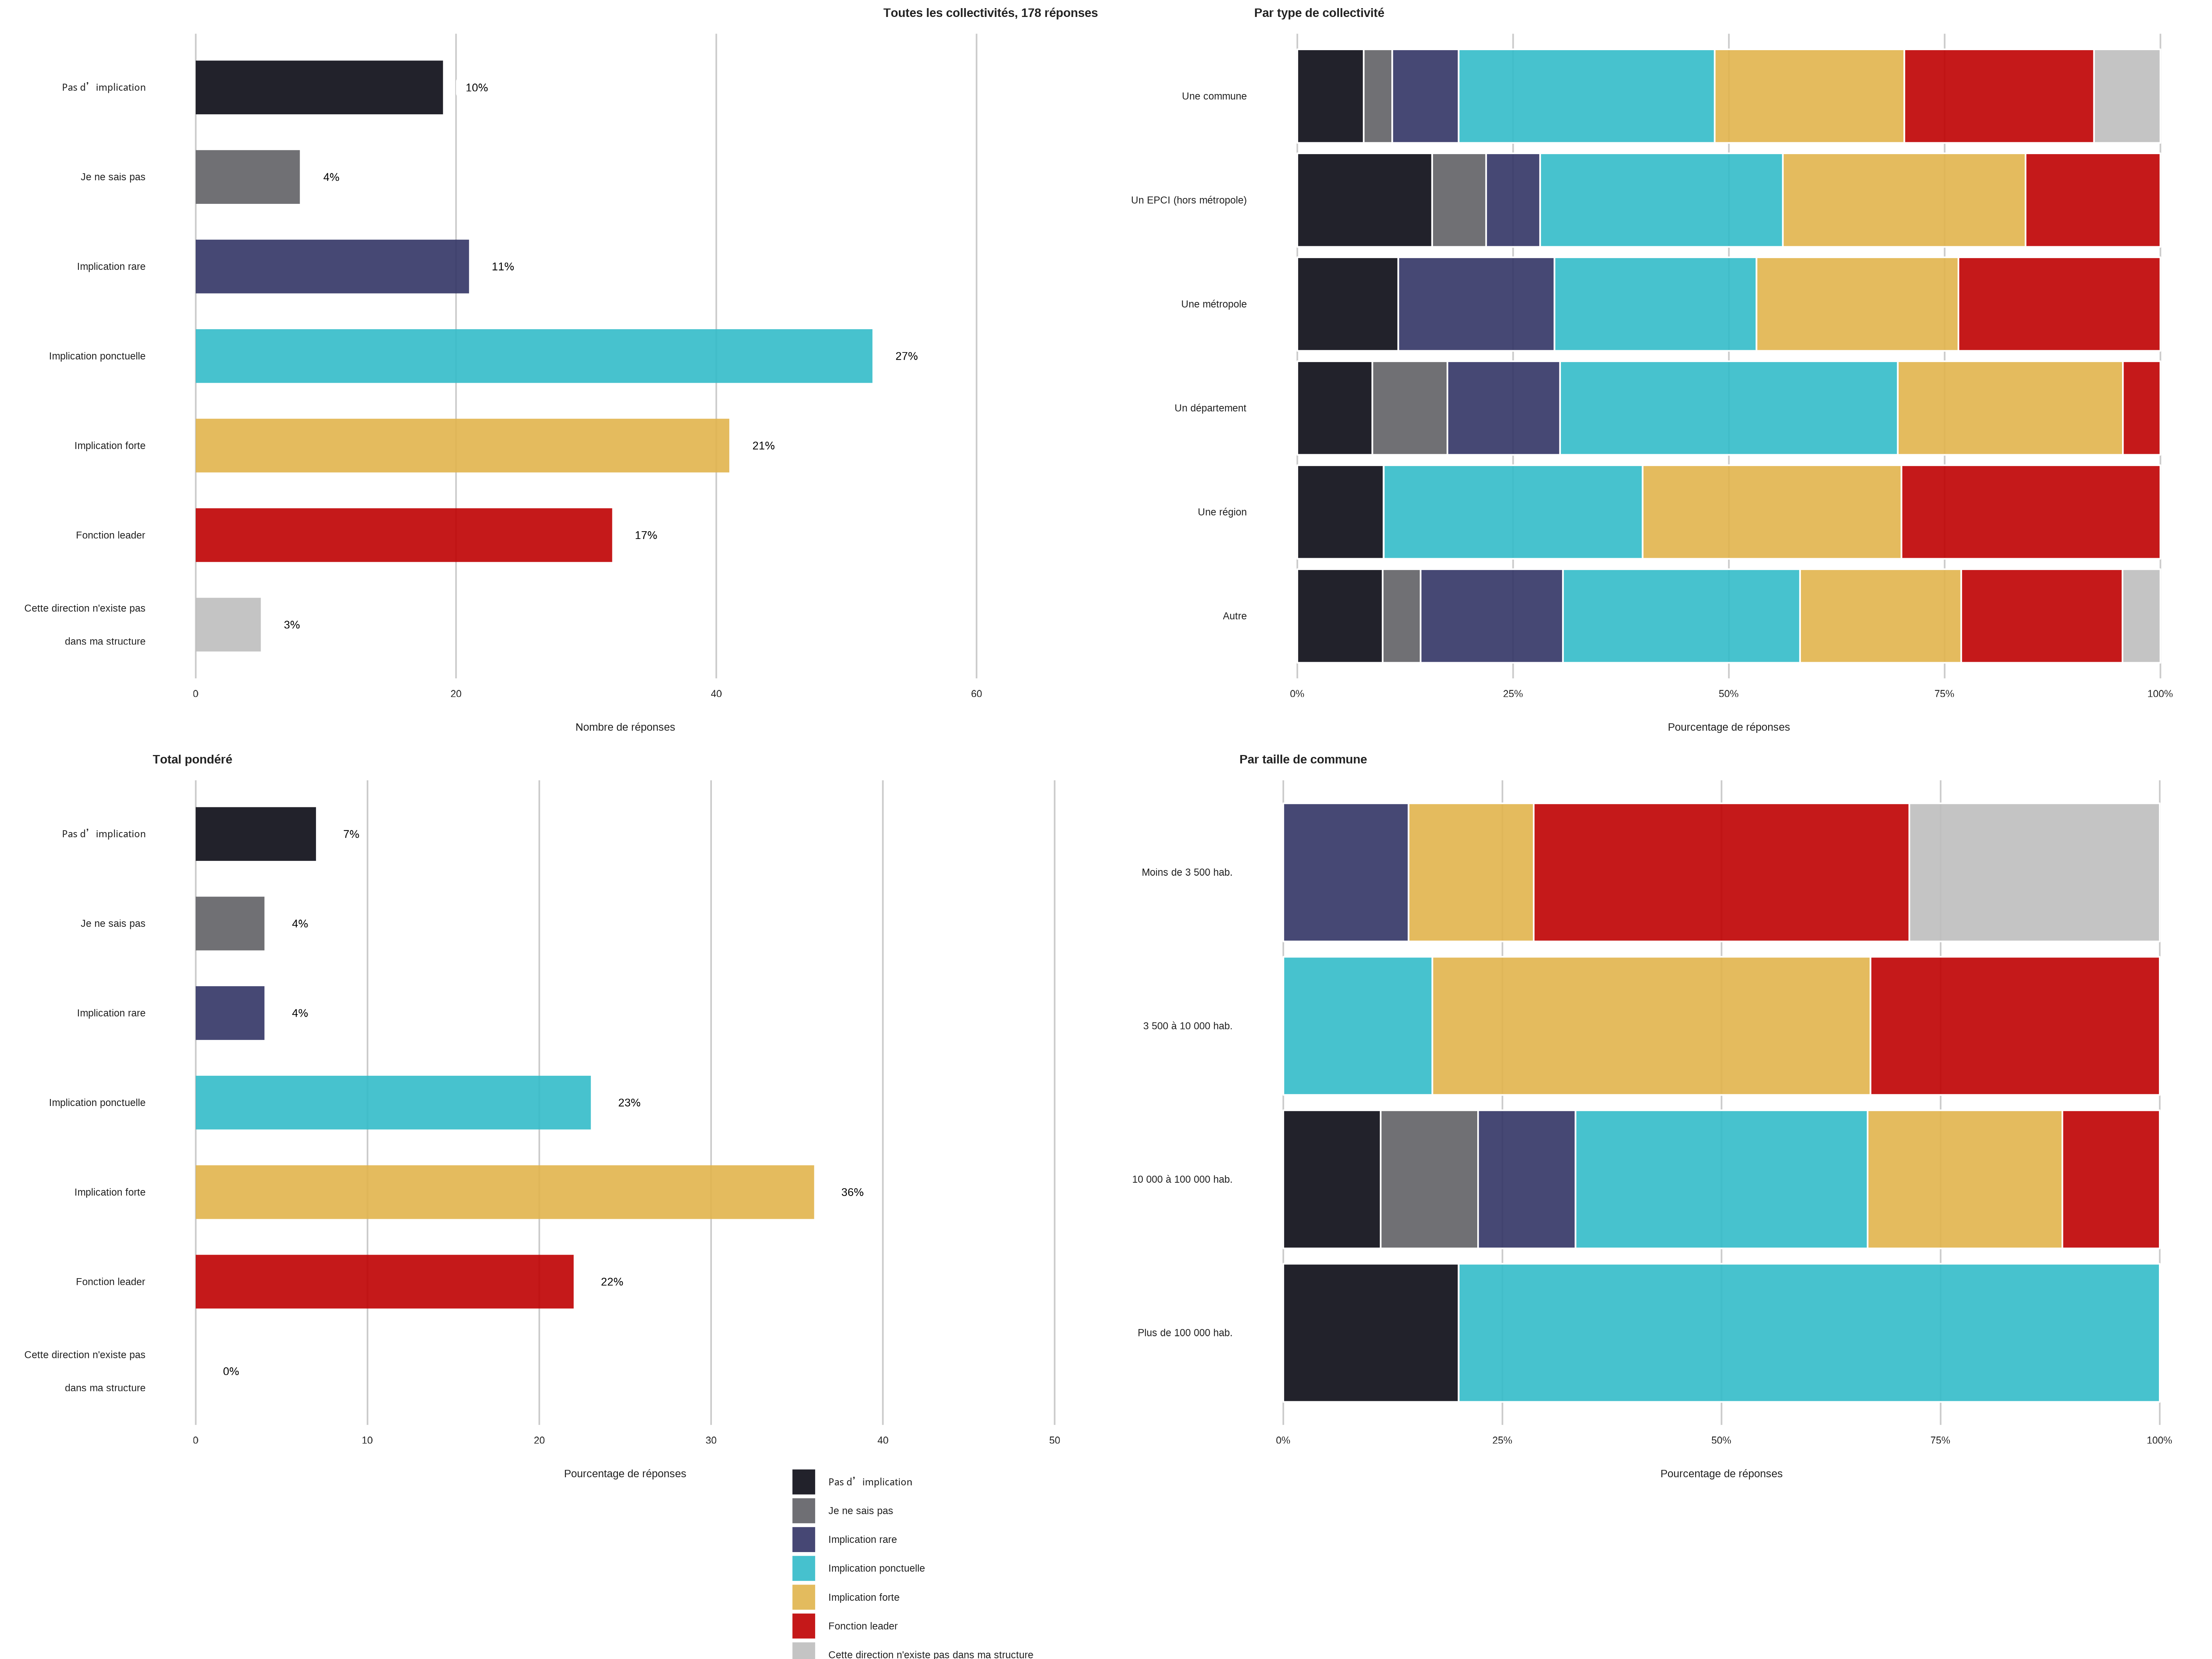 Toutes les collectivités, 178 réponses
Pas d’ implication
10%
Je ne sais pas
4%
Implication rare
11%
Implication ponctuelle
27%
Implication forte
21%
Fonction leader
17%
Cette direction n'existe pas
dans ma structure
3%
0 20 40 60
Nombre de réponses
Par type de collectivité
Une commune
Un EPCI (hors métropole)
Une métropole
Un département
Une région
Autre
0% 25% 50% 75% 100%
Pourcentage de réponses
Total pondéré
Pas d’ implication
7%
Je ne sais pas
4%
Implication rare
4%
Implication ponctuelle
23%
Implication forte
36%
Fonction leader
22%
Cette direction n'existe pas
dans ma structure
0%
0 10 20 30 40 50
Pourcentage de réponses
Par taille de commune
Moins de 3 500 hab.
3 500 à 10 000 hab.
10 000 à 100 000 hab.
Plus de 100 000 hab.
0% 25% 50% 75% 100%
Pourcentage de réponses
Pas d’ implication
Je ne sais pas
Implication rare
Implication ponctuelle
Implication forte
Fonction leader
Cette direction n'existe pas dans ma structure